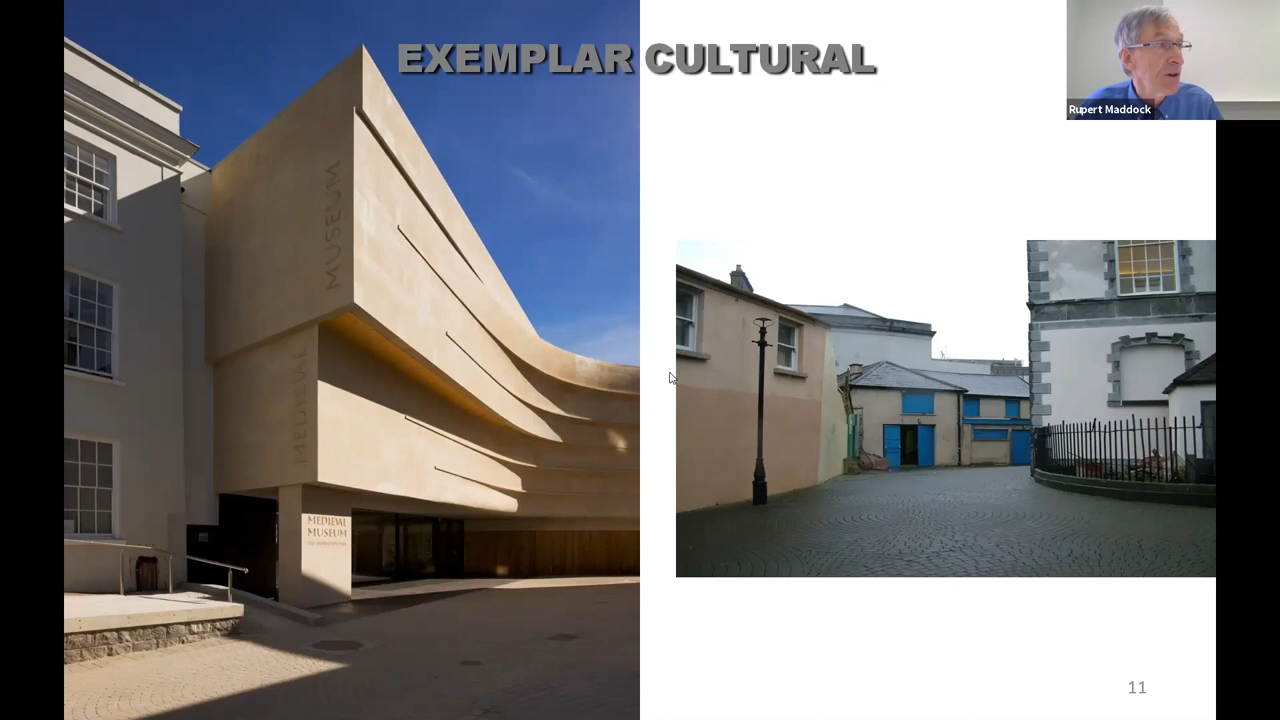 EXEMPLAR CULTURAL
Rupert Maddock
MUSEUM
MEDIEVAL
MEDIEVAL
MUSEUM
11